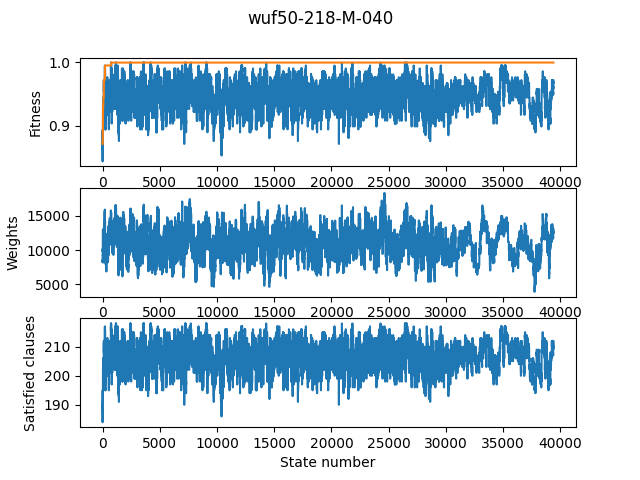 wuf50-218-M-040
1.0
0.9
Fitness
0 5000 10000 15000 20000 25000 30000 35000 40000
15000
10000
5000
Weights
0 5000 10000 15000 20000 25000 30000 35000 40000
210
200
190
Satisfied clauses
0 5000 10000 15000 20000 25000 30000 35000 40000
State number